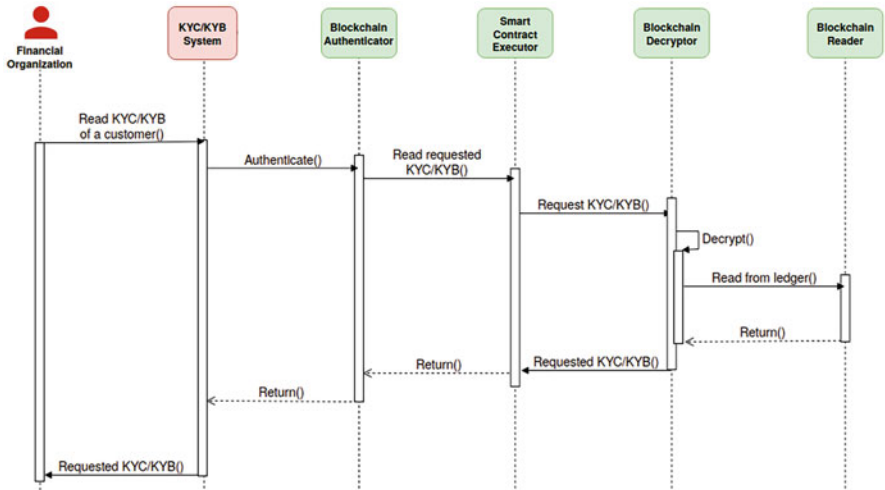 Financial
Organization
KYC/KYB
System
Blockchain
Authenticator
Smart
Contract
Executor
Blockchain
Decryptor
Blockchain
Reader
Read KYC/KYB
of a customer()
Authenticate()
Read requested
KYC/KYB()
Request KYC/KYB()
Decrypt()
Read from ledger()
Return()
Requested KYC/KYB()
Return()
Return()
Requested KYC/KYB()